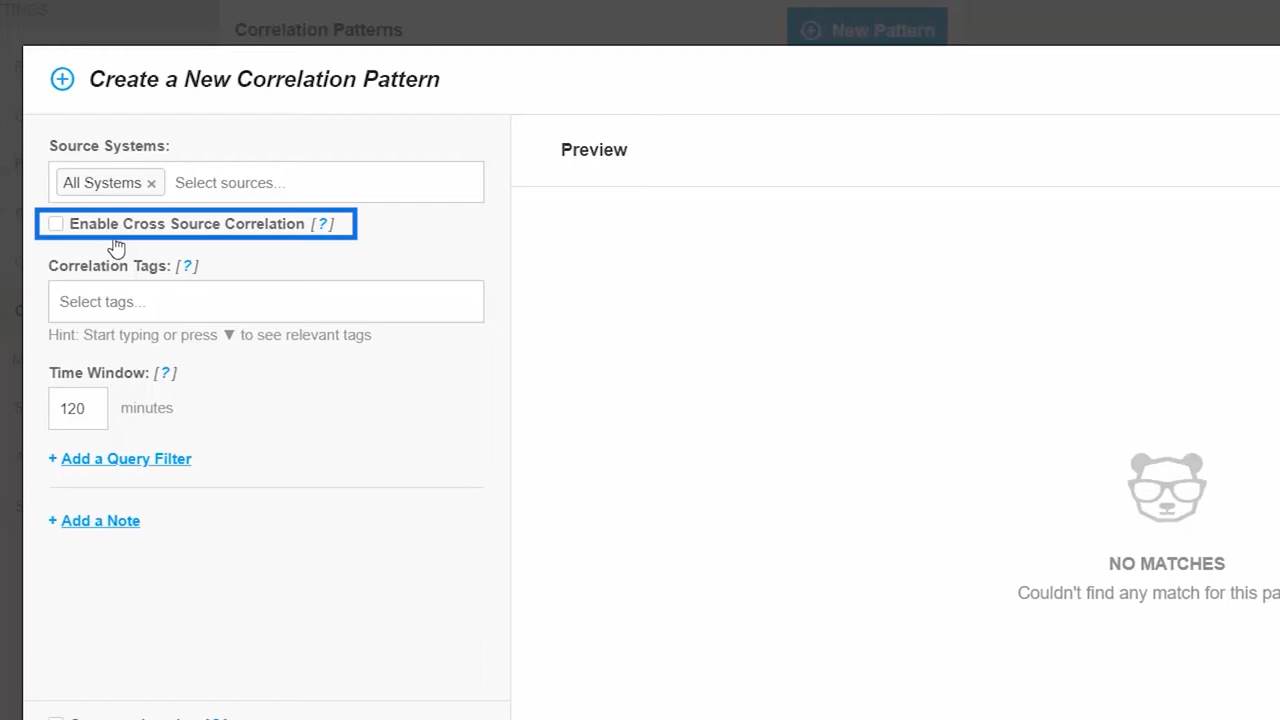 TINGS
Correlation Patterns
New Pattern
Create a New Correlation Pattern
Source Systems:
All Systems × Select sources...
Enable Cross Source Correlation [?]
Correlation Tags: [?]
Select tags...
Hint: Start typing or press ▼ to see relevant tags
Time Window: [?]
120 minutes
+ Add a Query Filter
+ Add a Note
Preview
NO MATCHES
Couldn't find any match for this pa